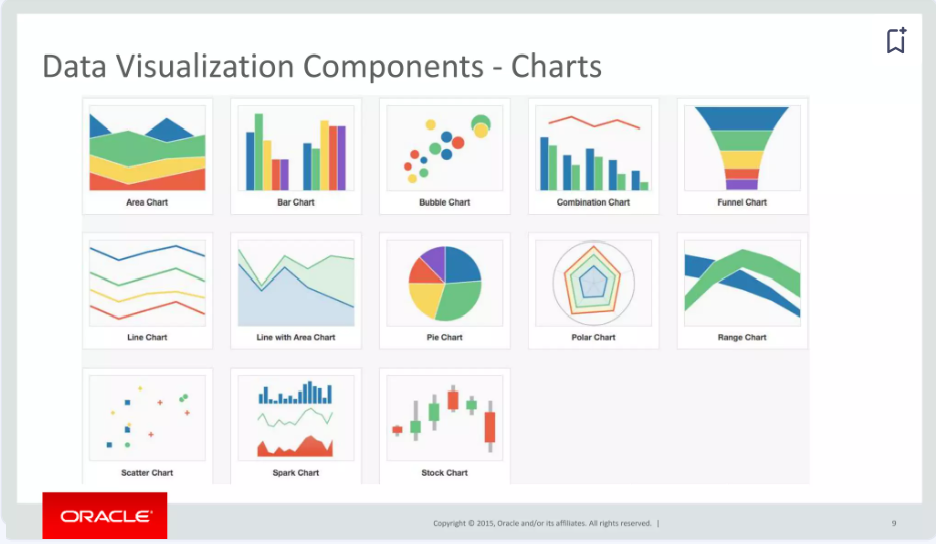 Data Visualization Components - Charts
Area Chart
Bar Chart
Bubble Chart
Combination Chart
Funnel Chart
Line Chart
Line with Area Chart
Pie Chart
Polar Chart
Range Chart
Scatter Chart
Spark Chart
Stock Chart
ORACLE
Copyright © 2015, Oracle and/or its affiliates. All rights reserved. |
9